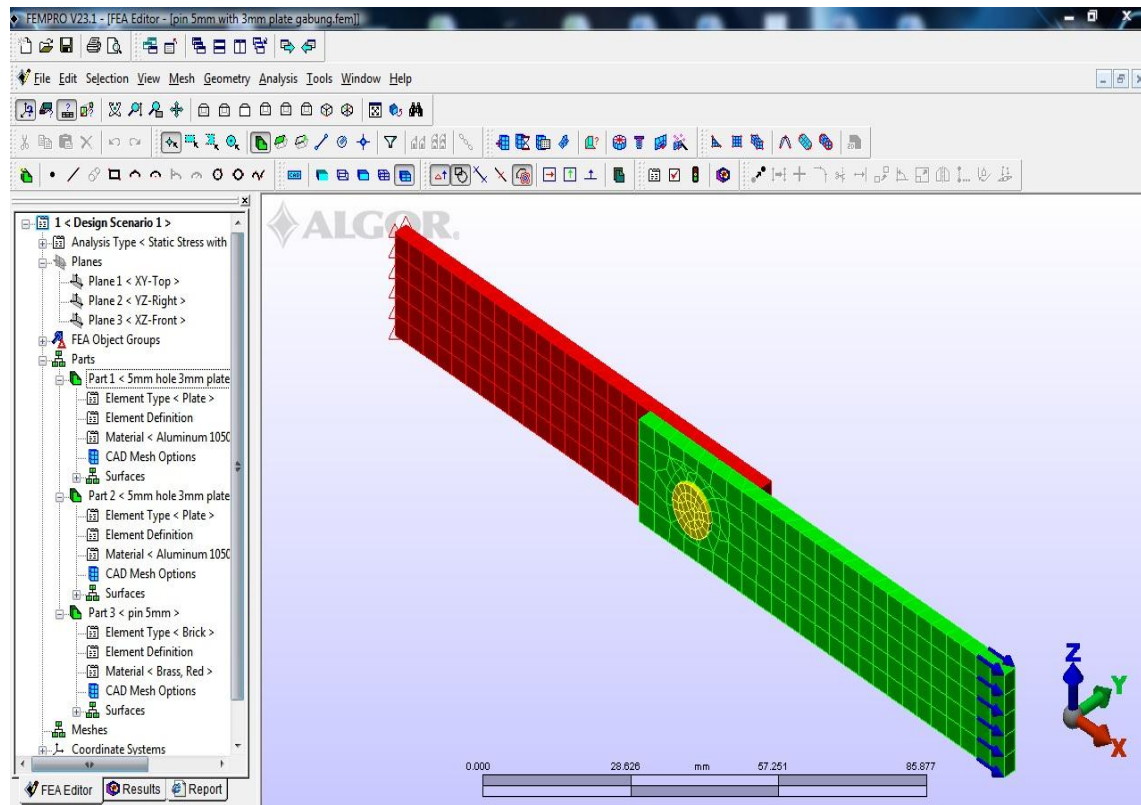 FEMPRO V23.1 - [FEA Editor - [pin 5mm with 3mm plate gabung.fem]]
File Edit Selection View Mesh Geometry Analysis Tools Window Help
ALGOR.
1 < Design Scenario 1 >
Analysis Type < Static Stress with
Planes
Plane 1 < XY-Top >
Plane 2 < YZ-Right >
Plane 3 < XZ-Front >
FEA Object Groups
Parts
Part 1 < 5mm hole 3mm plate
Element Type < Plate >
Element Definition
Material < Aluminum 1050
CAD Mesh Options
Surfaces
Part 2 < 5mm hole 3mm plate
Element Type < Plate >
Element Definition
Material < Aluminum 1050
CAD Mesh Options
Surfaces
Part 3 < pin 5mm >
Element Type < Brick >
Element Definition
Material < Brass, Red >
CAD Mesh Options
Surfaces
Meshes
Coordinate Systems
Z
Y
X
0.000 28.626 mm 57.251 85.877
FEA Editor Results Report